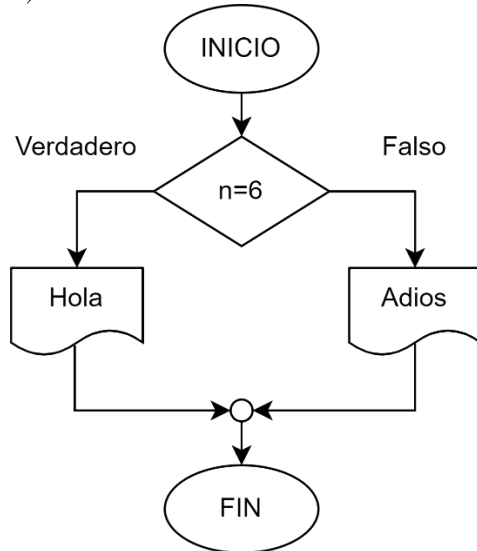 )
INICIO
Verdadero
Falso
n=6
Hola
Adios
FIN